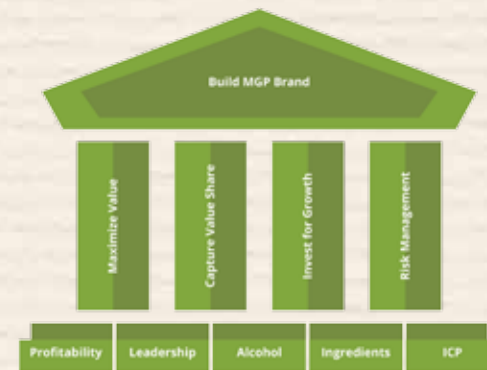 Build MGP Brand
Maximize Value
Capture Value Share
Invest for Growth
Risk Management
Profitability
Leadership
Alcohol
Ingredients
ICP